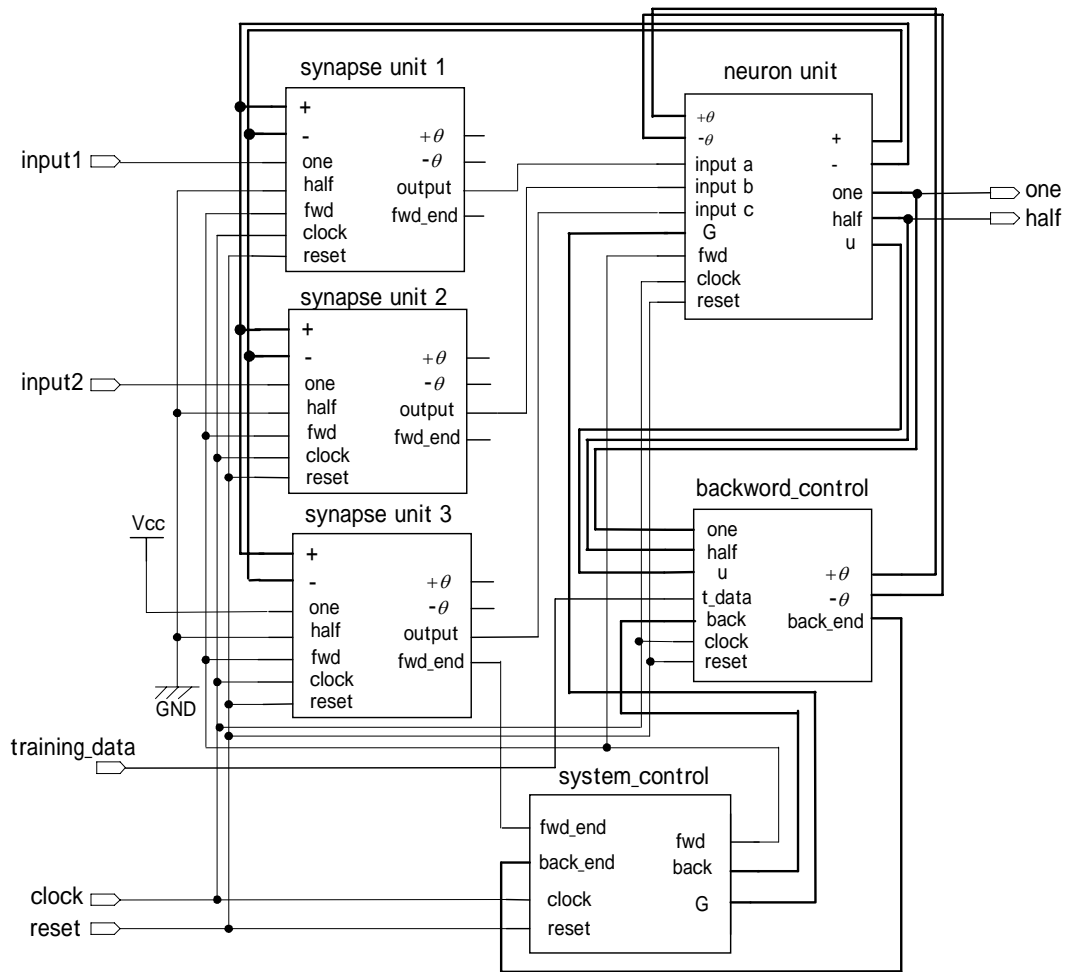 synapse unit 1
+
-
one
half
fwd
clock
reset
+θ
-θ
output
fwd_end
input1
synapse unit 2
+
-
one
half
fwd
clock
reset
+θ
-θ
output
fwd_end
input2
synapse unit 3
+
-
one
half
fwd
clock
reset
+θ
-θ
output
fwd_end
Vcc
GND
neuron unit
+θ
-θ
input a
input b
input c
G
fwd
clock
reset
+
-
one
half
u
one
half
backword_control
one
half
u
t_data
back
clock
reset
+θ
-θ
back_end
training_data
system_control
fwd_end
back_end
clock
reset
fwd
back
G
clock
reset